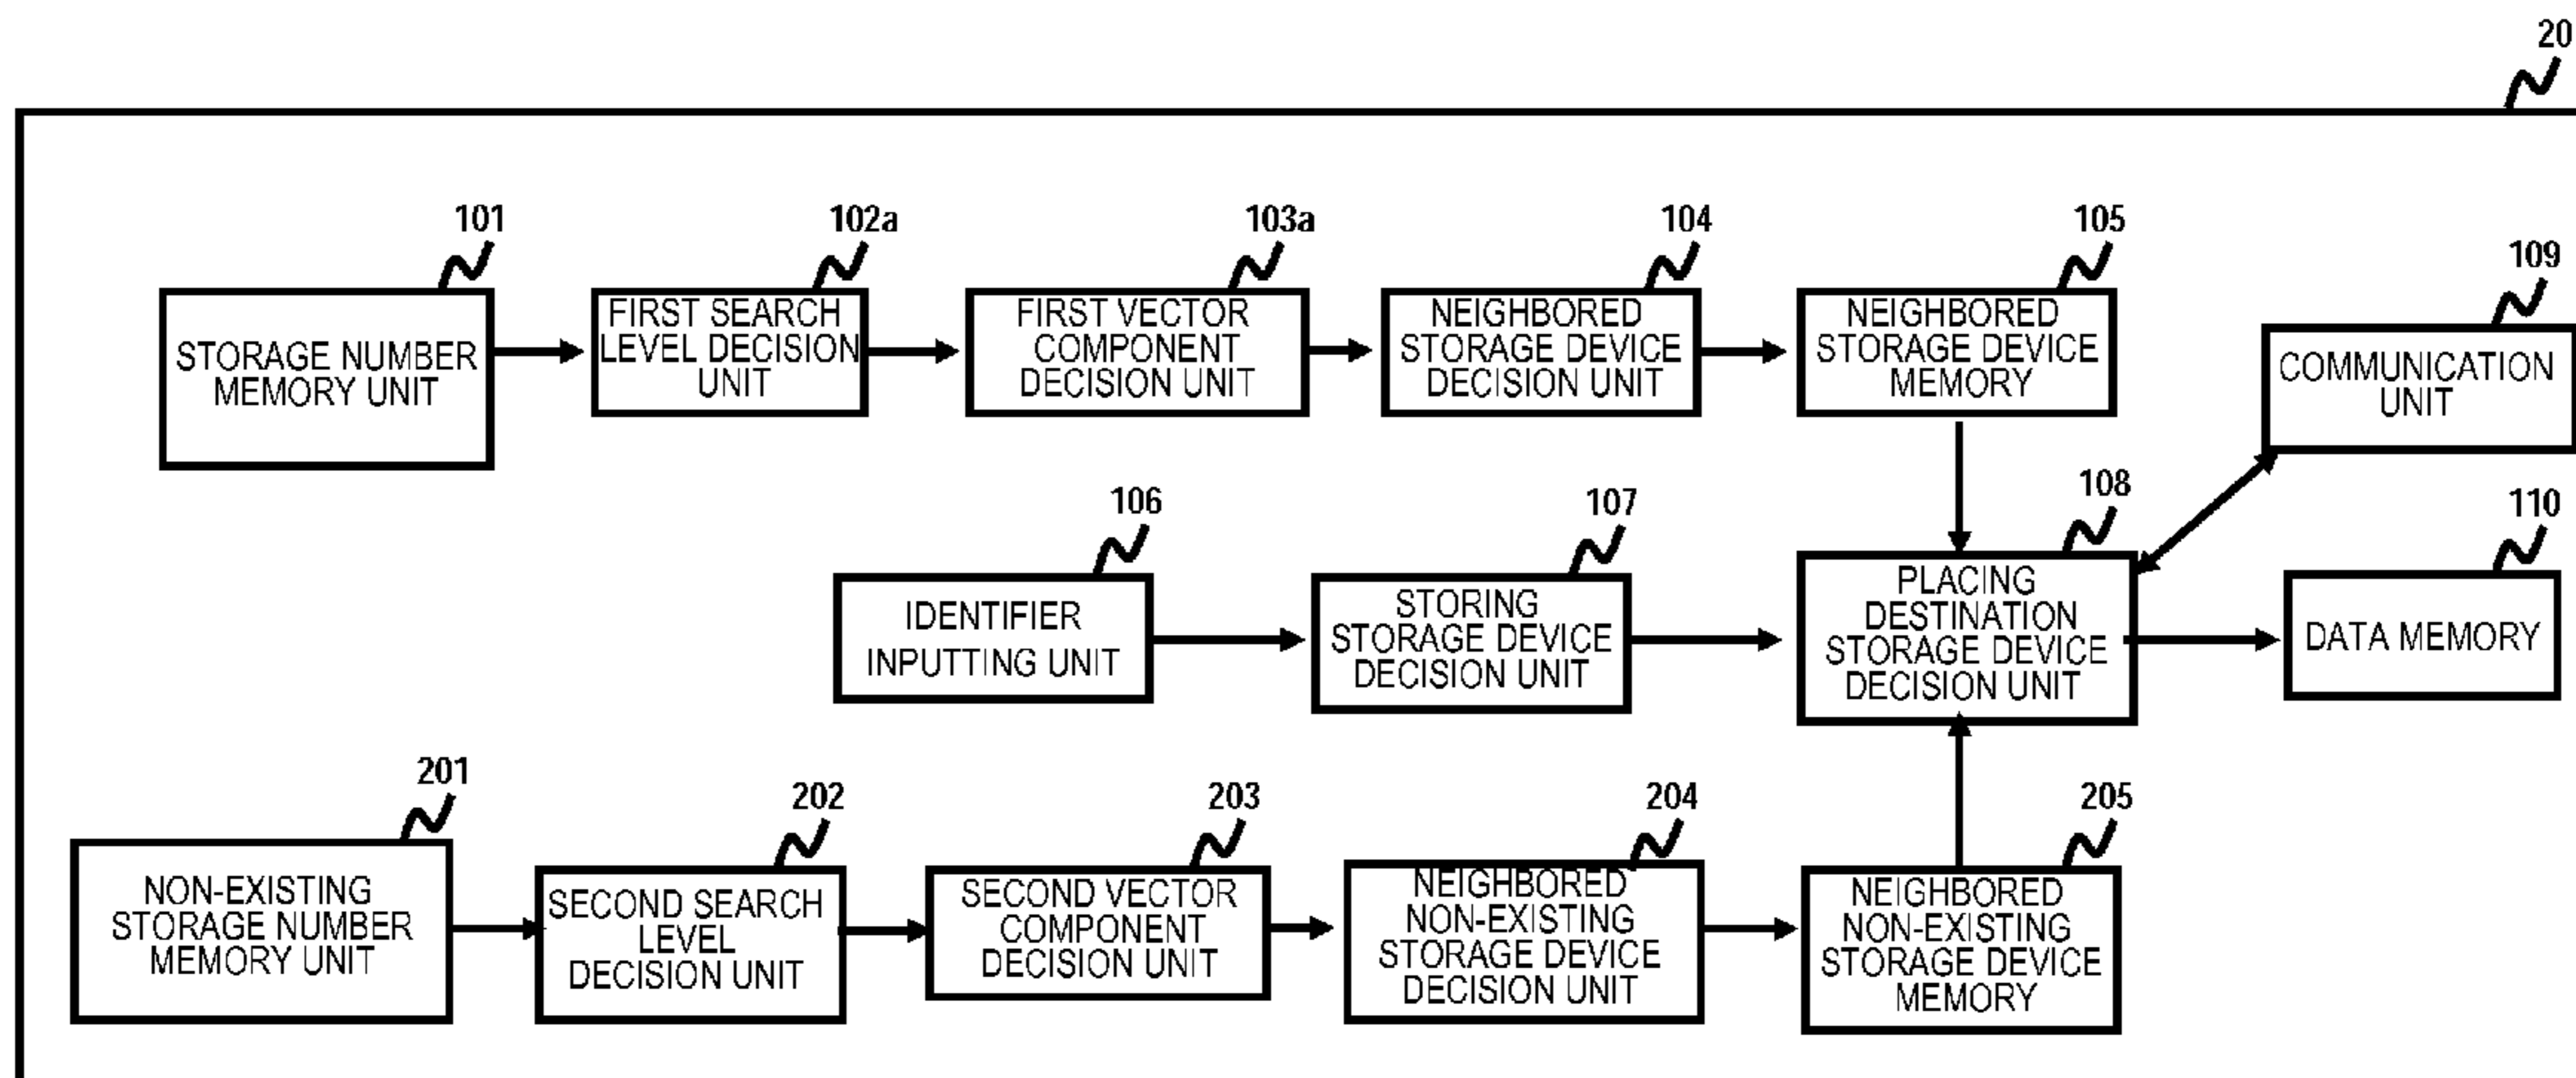 20
101
102a
103a
104
105
109
STORAGE NUMBER
MEMORY UNIT
FIRST SEARCH
LEVEL DECISION
UNIT
FIRST VECTOR
COMPONENT
DECISION UNIT
NEIGHBORED
STORAGE DEVICE
DECISION UNIT
NEIGHBORED
STORAGE DEVICE
MEMORY
COMMUNICATION
UNIT
106
107
108
110
IDENTIFIER
INPUTTING UNIT
STORING
STORAGE DEVICE
DECISION UNIT
PLACING
DESTINATION
STORAGE DEVICE
DECISION UNIT
DATA MEMORY
201
202
203
204
205
NON-EXISTING
STORAGE NUMBER
MEMORY UNIT
SECOND SEARCH
LEVEL
DECISION UNIT
SECOND VECTOR
COMPONENT
DECISION UNIT
NEIGHBORED
NON-EXISTING
STORAGE DEVICE
DECISION UNIT
NEIGHBORED
NON-EXISTING
STORAGE DEVICE
MEMORY